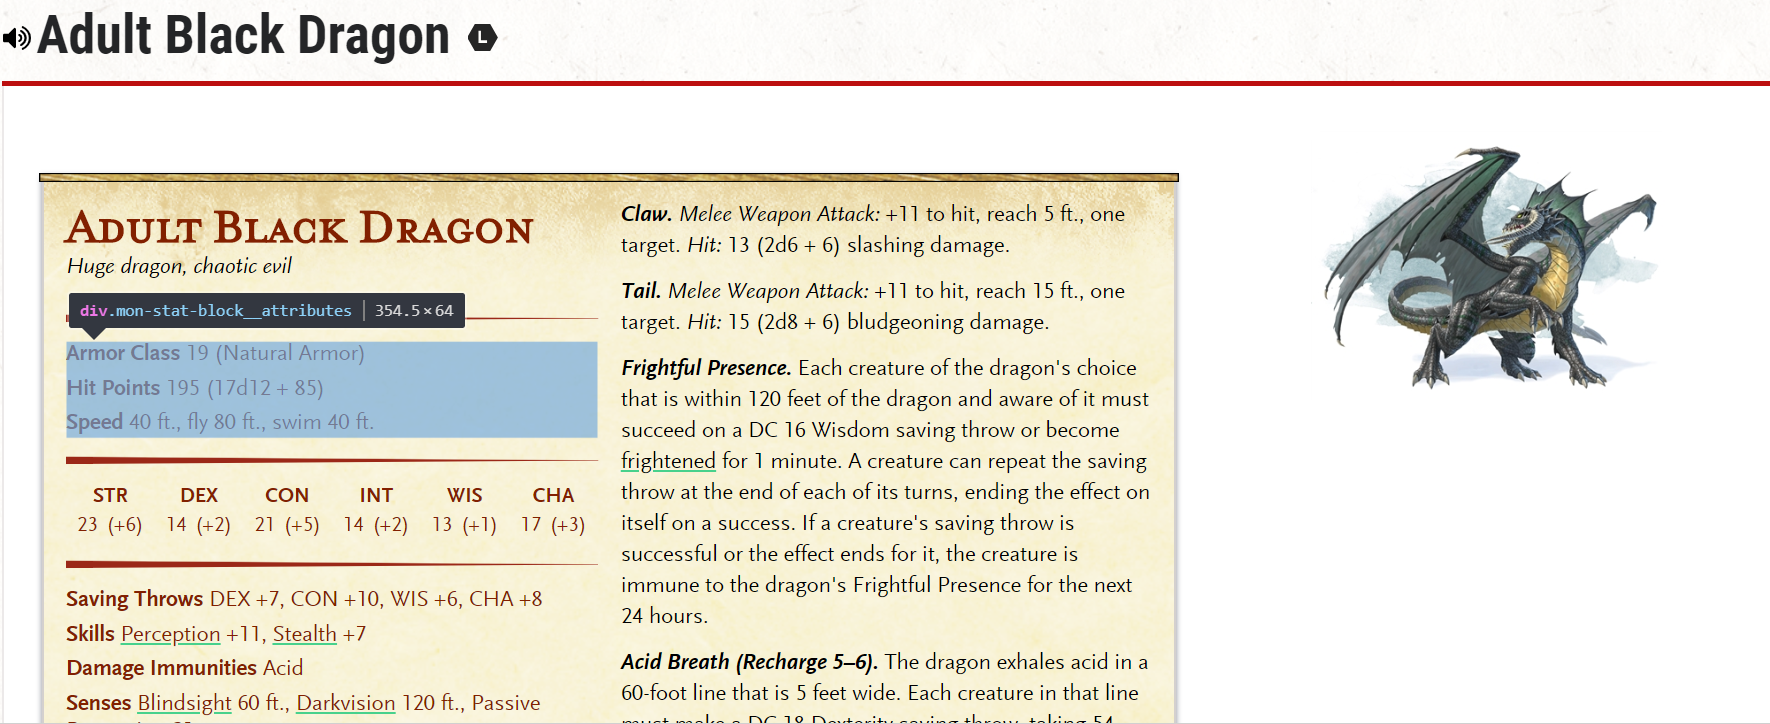 Adult Black Dragon L
Adult Black Dragon
Huge dragon, chaotic evil
div.mon-stat-block__attributes 354.5×64
Armor Class 19 (Natural Armor)
Hit Points 195 (17d12 + 85)
Speed 40 ft., fly 80 ft., swim 40 ft.
STR DEX CON INT WIS CHA
23 (+6) 14 (+2) 21 (+5) 14 (+2) 13 (+1) 17 (+3)
Saving Throws DEX +7, CON +10, WIS +6, CHA +8
Skills Perception +11, Stealth +7
Damage Immunities Acid
Senses Blindsight 60 ft., Darkvision 120 ft., Passive
Claw. Melee Weapon Attack: +11 to hit, reach 5 ft., one
target. Hit: 13 (2d6 + 6) slashing damage.
Tail. Melee Weapon Attack: +11 to hit, reach 15 ft., one
target. Hit: 15 (2d8 + 6) bludgeoning damage.
Frightful Presence. Each creature of the dragon's choice
that is within 120 feet of the dragon and aware of it must
succeed on a DC 16 Wisdom saving throw or become
frightened for 1 minute. A creature can repeat the saving
throw at the end of each of its turns, ending the effect on
itself on a success. If a creature's saving throw is
successful or the effect ends for it, the creature is
immune to the dragon's Frightful Presence for the next
24 hours.
Acid Breath (Recharge 5–6). The dragon exhales acid in a
60-foot line that is 5 feet wide. Each creature in that line
must make a DC 18 Dexterity saving throw, taking 54